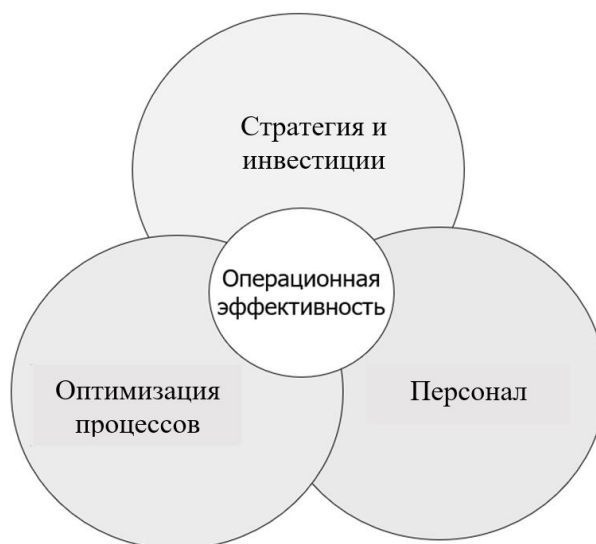 Стратегия и
инвестиции
Операционная
эффективность
Оптимизация
процессов
Персонал